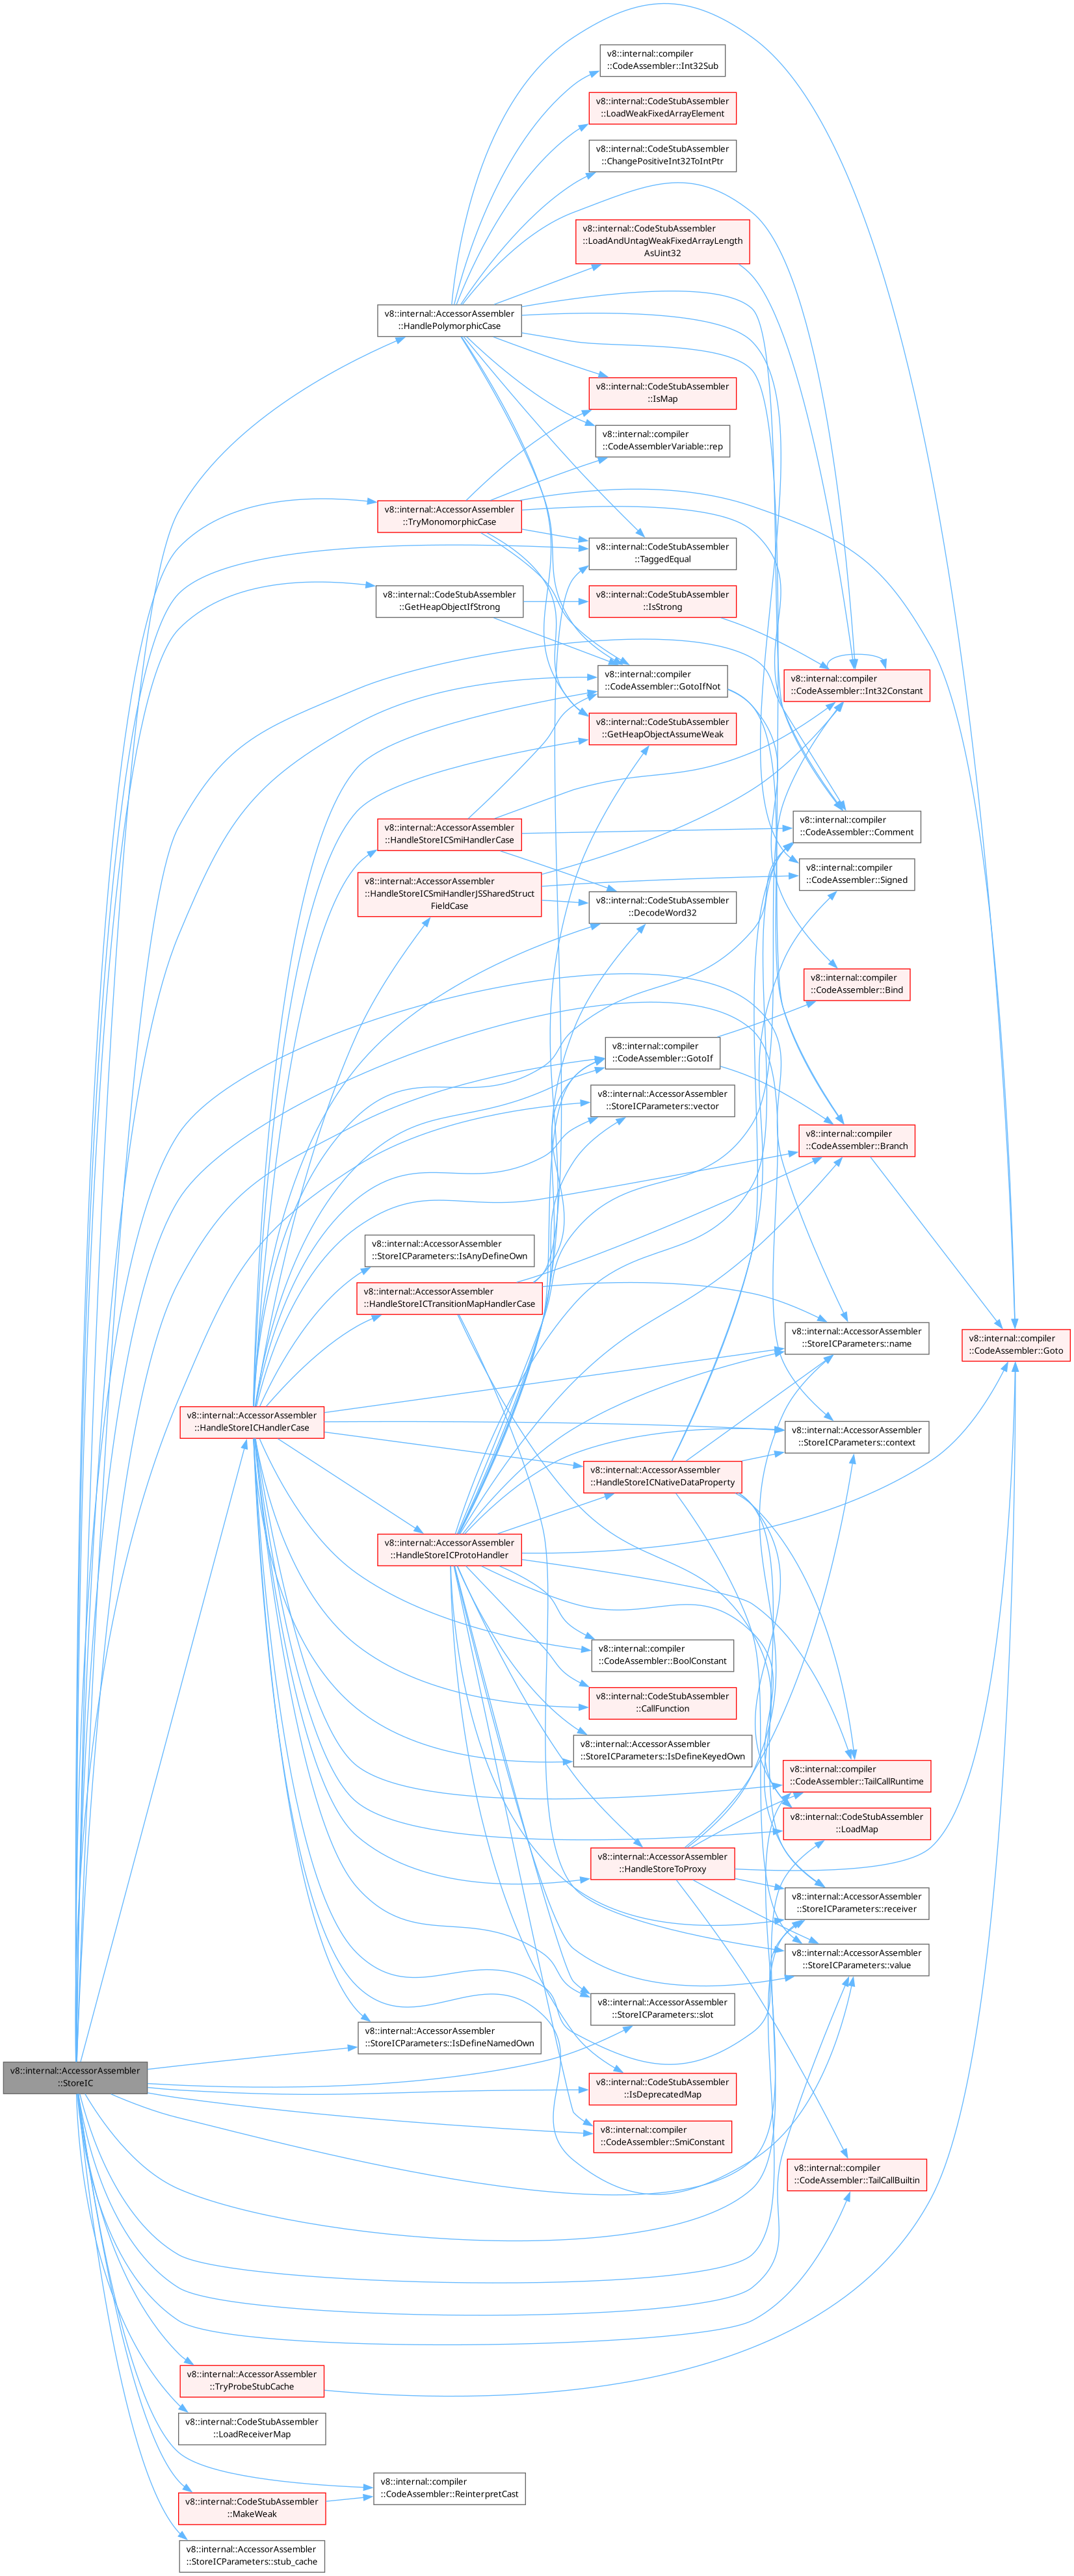 v8::internal::compiler
::CodeAssembler::Int32Sub
v8::internal::CodeStubAssembler
::LoadWeakFixedArrayElement
v8::internal::CodeStubAssembler
::ChangePositiveInt32ToIntPtr
v8::internal::CodeStubAssembler
::LoadAndUntagWeakFixedArrayLength
AsUint32
v8::internal::AccessorAssembler
::HandlePolymorphicCase
v8::internal::CodeStubAssembler
::IsMap
v8::internal::compiler
::CodeAssemblerVariable::rep
v8::internal::AccessorAssembler
::TryMonomorphicCase
v8::internal::CodeStubAssembler
::TaggedEqual
v8::internal::CodeStubAssembler
::GetHeapObjectIfStrong
v8::internal::CodeStubAssembler
::IsStrong
v8::internal::compiler
::CodeAssembler::GotoIfNot
v8::internal::compiler
::CodeAssembler::Int32Constant
v8::internal::CodeStubAssembler
::GetHeapObjectAssumeWeak
v8::internal::AccessorAssembler
::HandleStoreICSmiHandlerCase
v8::internal::compiler
::CodeAssembler::Comment
v8::internal::AccessorAssembler
::HandleStoreICSmiHandlerJSSharedStruct
FieldCase
v8::internal::compiler
::CodeAssembler::Signed
v8::internal::CodeStubAssembler
::DecodeWord32
v8::internal::compiler
::CodeAssembler::Bind
v8::internal::compiler
::CodeAssembler::GotoIf
v8::internal::AccessorAssembler
::StoreICParameters::vector
v8::internal::compiler
::CodeAssembler::Branch
v8::internal::AccessorAssembler
::StoreICParameters::IsAnyDefineOwn
v8::internal::AccessorAssembler
::HandleStoreICTransitionMapHandlerCase
v8::internal::AccessorAssembler
::StoreICParameters::name
v8::internal::compiler
::CodeAssembler::Goto
v8::internal::AccessorAssembler
::HandleStoreICHandlerCase
v8::internal::AccessorAssembler
::StoreICParameters::context
v8::internal::AccessorAssembler
::HandleStoreICNativeDataProperty
v8::internal::AccessorAssembler
::HandleStoreICProtoHandler
v8::internal::compiler
::CodeAssembler::BoolConstant
v8::internal::CodeStubAssembler
::CallFunction
v8::internal::AccessorAssembler
::StoreICParameters::IsDefineKeyedOwn
v8::internal::compiler
::CodeAssembler::TailCallRuntime
v8::internal::CodeStubAssembler
::LoadMap
v8::internal::AccessorAssembler
::HandleStoreToProxy
v8::internal::AccessorAssembler
::StoreICParameters::receiver
v8::internal::AccessorAssembler
::StoreICParameters::value
v8::internal::AccessorAssembler
::StoreICParameters::slot
v8::internal::AccessorAssembler
::StoreICParameters::IsDefineNamedOwn
v8::internal::AccessorAssembler
::StoreIC
v8::internal::CodeStubAssembler
::IsDeprecatedMap
v8::internal::compiler
::CodeAssembler::SmiConstant
v8::internal::compiler
::CodeAssembler::TailCallBuiltin
v8::internal::AccessorAssembler
::TryProbeStubCache
v8::internal::CodeStubAssembler
::LoadReceiverMap
v8::internal::compiler
::CodeAssembler::ReinterpretCast
v8::internal::CodeStubAssembler
::MakeWeak
v8::internal::AccessorAssembler
::StoreICParameters::stub_cache